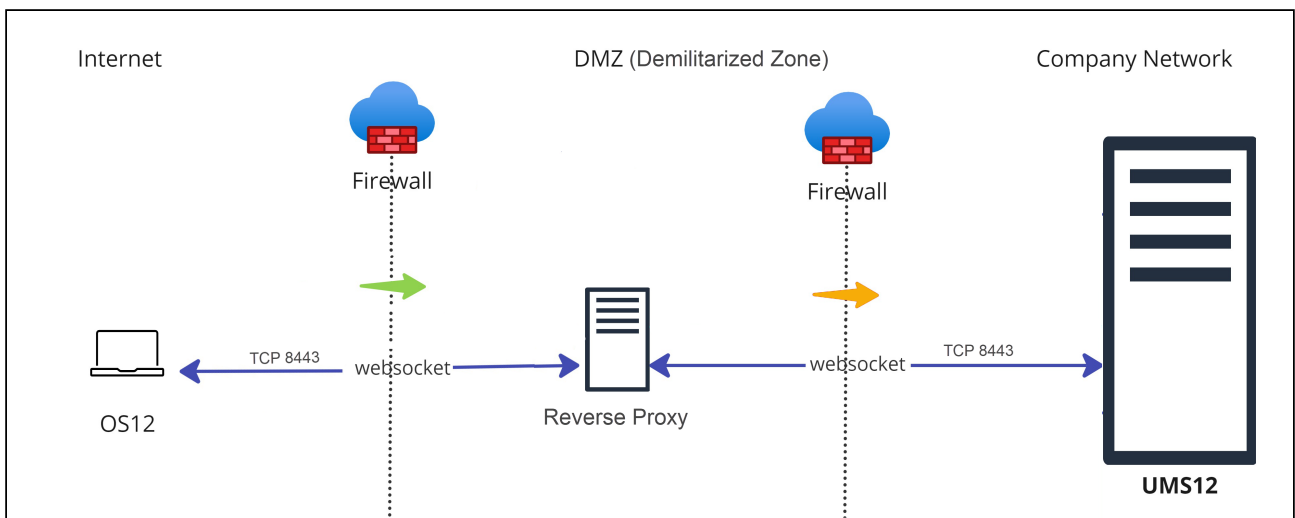 Internet
DMZ (Demilitarized Zone)
Company Network
Firewall
Firewall
TCP 8443
websocket
websocket
TCP 8443
OS12
Reverse Proxy
UMS12